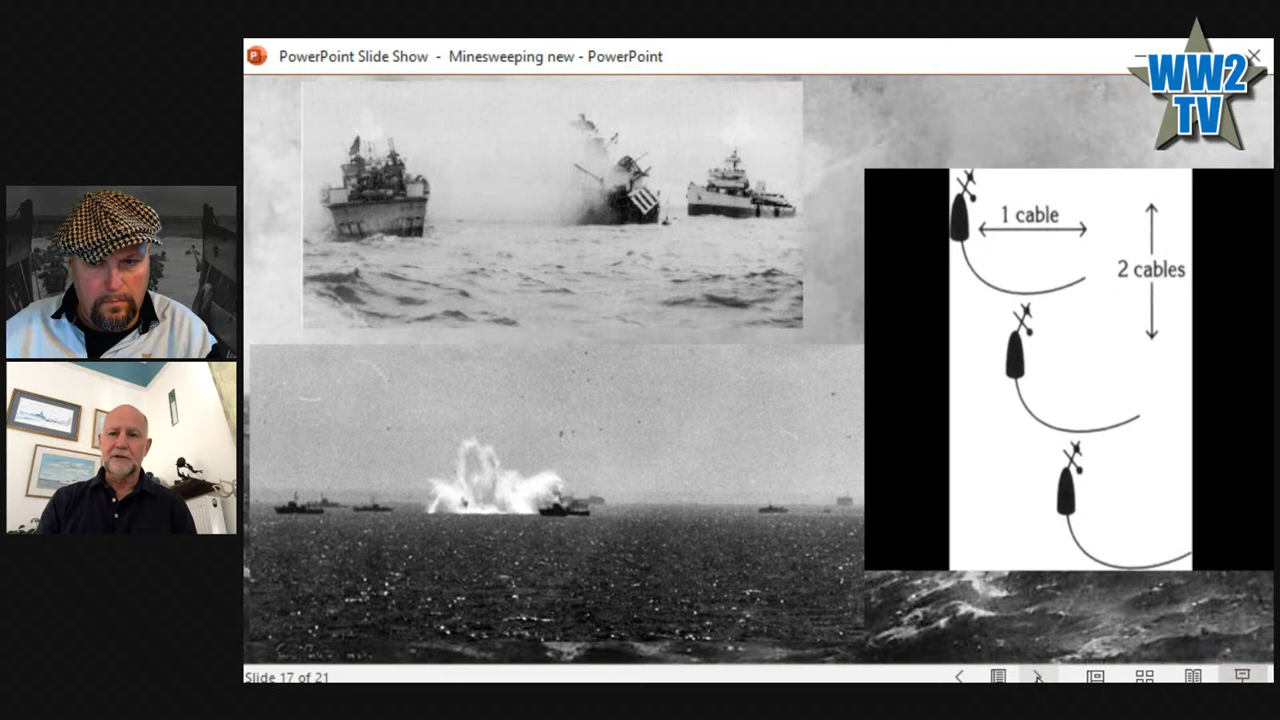 PowerPoint Slide Show - Minesweeping new - PowerPoint
WW2
TV
1 cable
2 cables
Slide 17 of 21